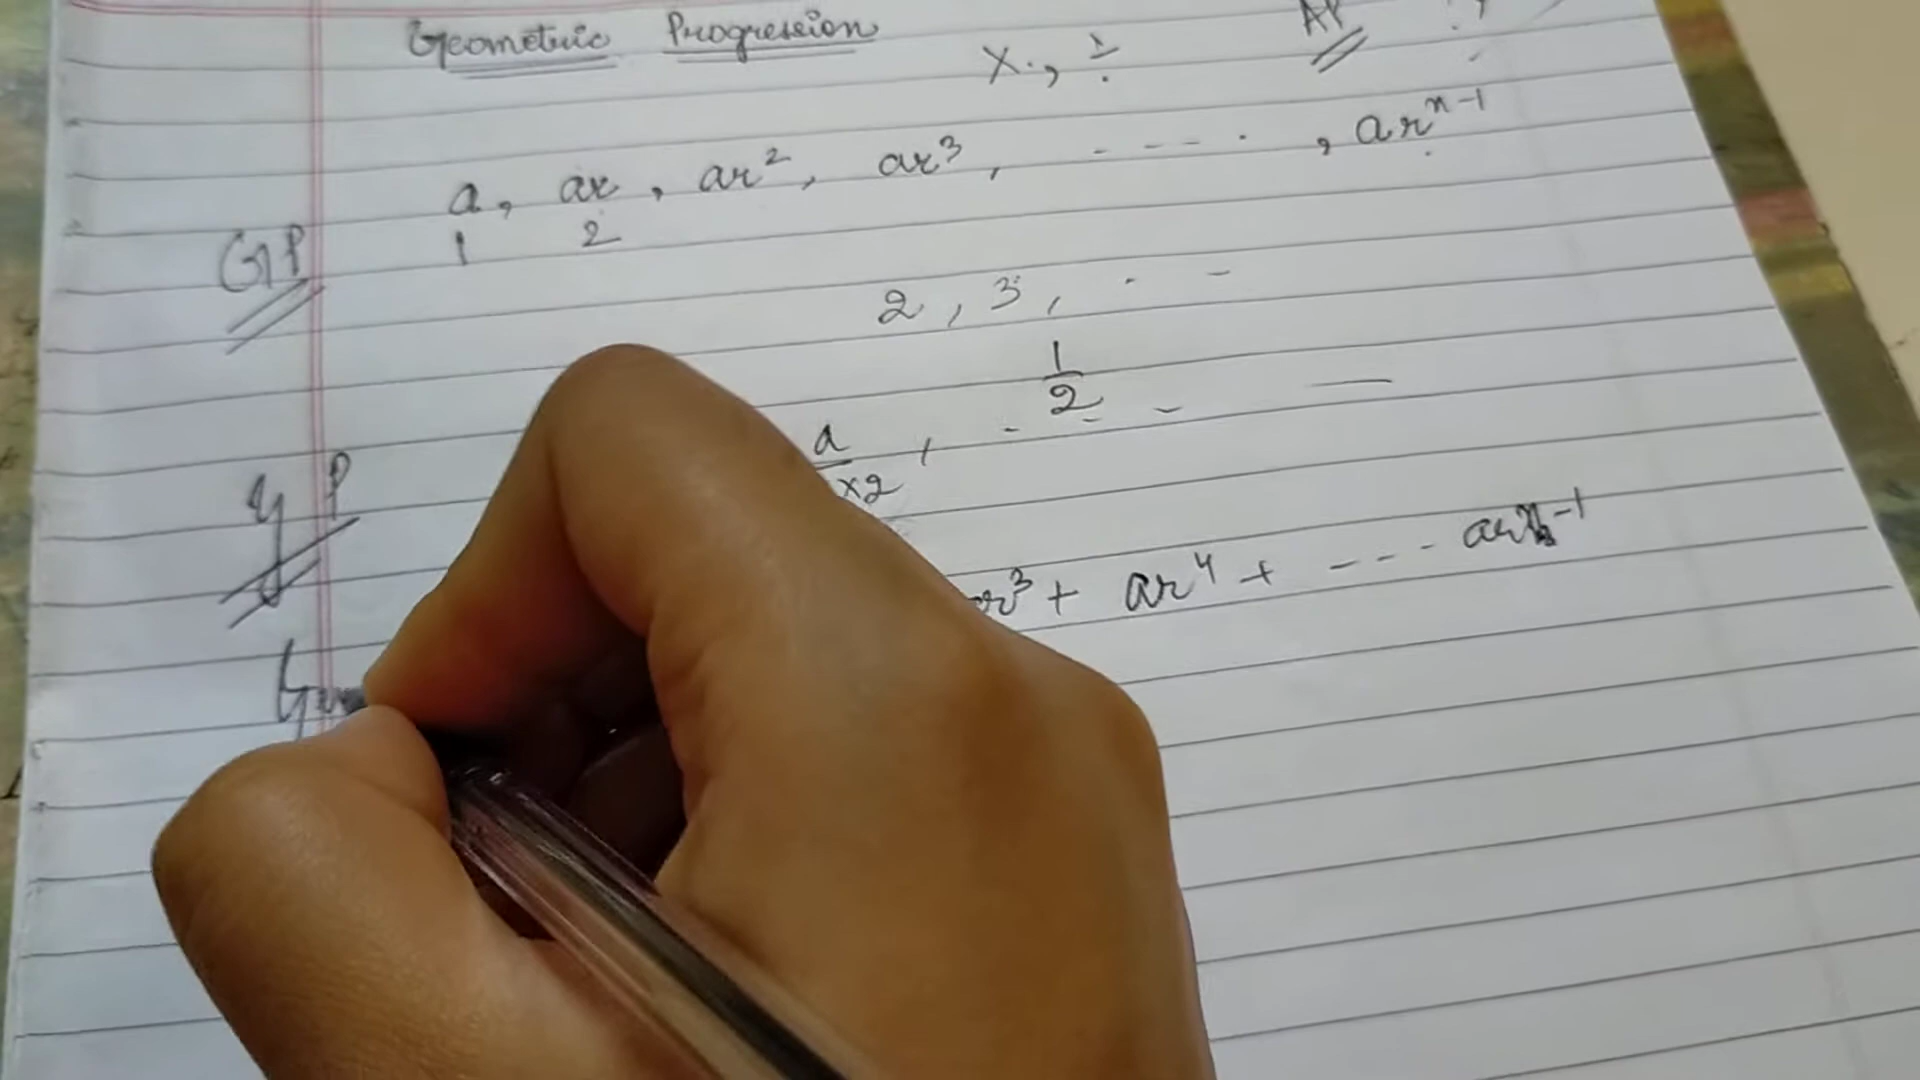 Geometric Progression
×, ÷
AP
a, ar, ar², ar³, - - - - ·, arⁿ⁻¹
1 2
GP
2, 3, · -
1/2
a/×2, - - - —
P
ar³ + ar⁴ + - - - arⁿ⁻¹